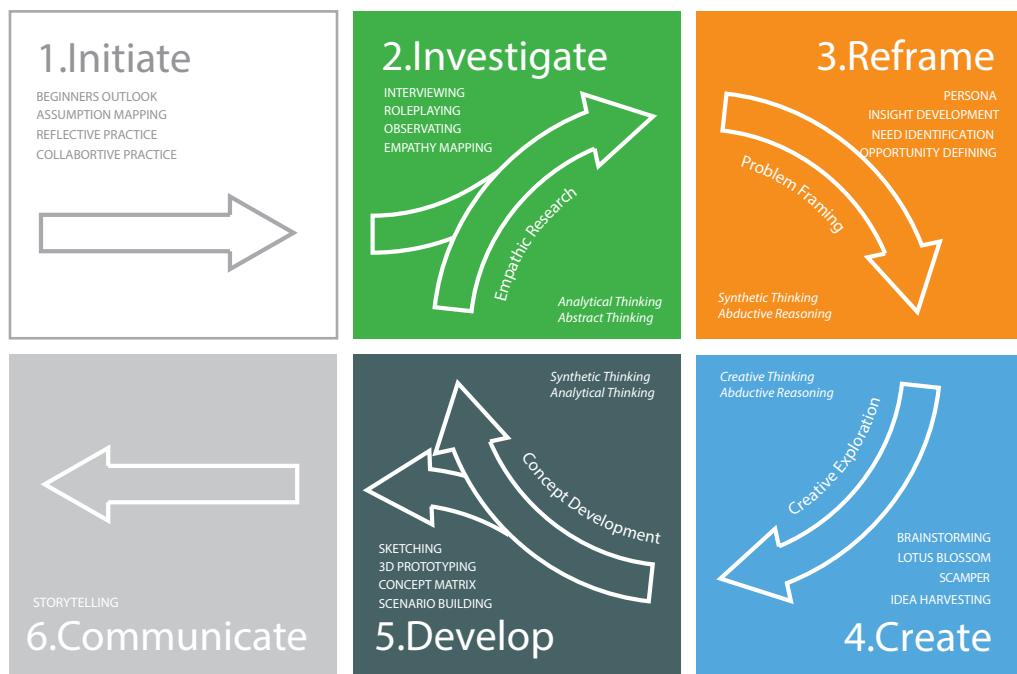 1.Initiate
BEGINNERS OUTLOOK
ASSUMPTION MAPPING
REFLECTIVE PRACTICE
COLLABORTIVE PRACTICE
2.Investigate
INTERVIEWING
ROLEPLAYING
OBSERVATING
EMPATHY MAPPING
Empathic Research
Analytical Thinking
Abstract Thinking
3.Reframe
PERSONA
INSIGHT DEVELOPMENT
NEED IDENTIFICATION
OPPORTUNITY DEFINING
Problem Framing
Synthetic Thinking
Abductive Reasoning
Creative Thinking
Abductive Reasoning
Creative Exploration
BRAINSTORMING
LOTUS BLOSSOM
SCAMPER
IDEA HARVESTING
4.Create
Synthetic Thinking
Analytical Thinking
Concept Development
SKETCHING
3D PROTOTYPING
CONCEPT MATRIX
SCENARIO BUILDING
5.Develop
STORYTELLING
6.Communicate